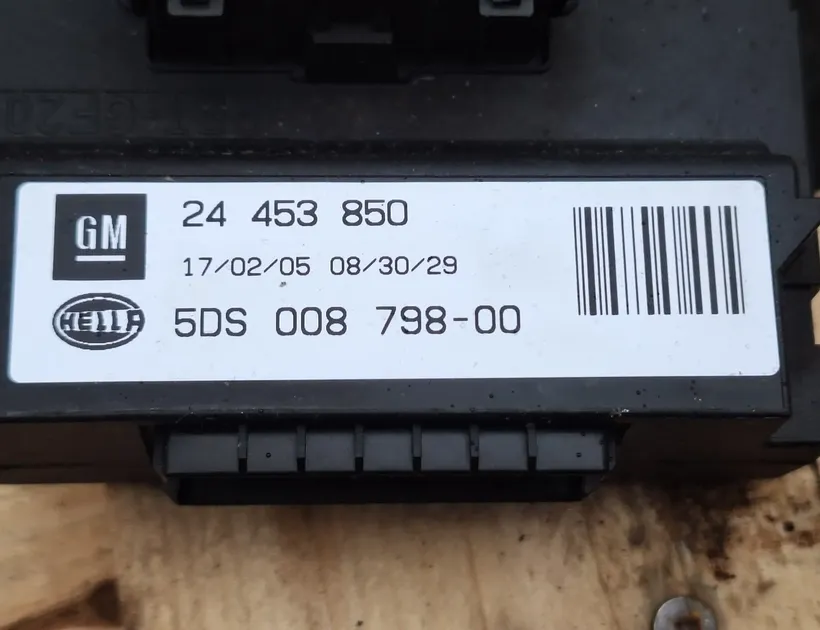 GM
24 453 850
17/02/05 08/30/29
HELLA
5DS 008 798-00